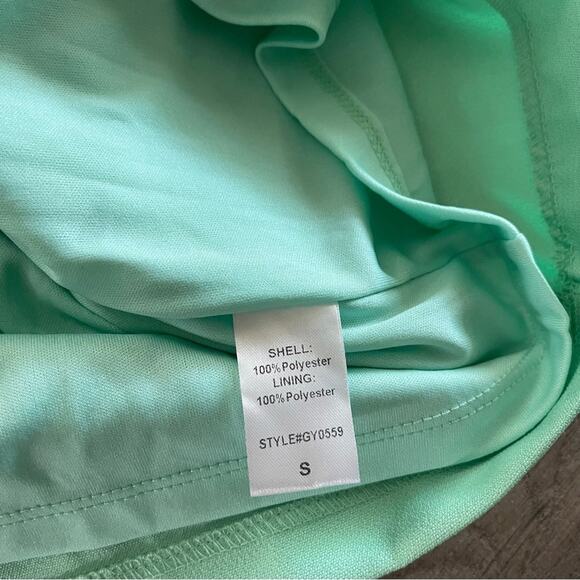 SHELL:
100% Polyester
LINING:
100% Polyester
STYLE#GY0559
S